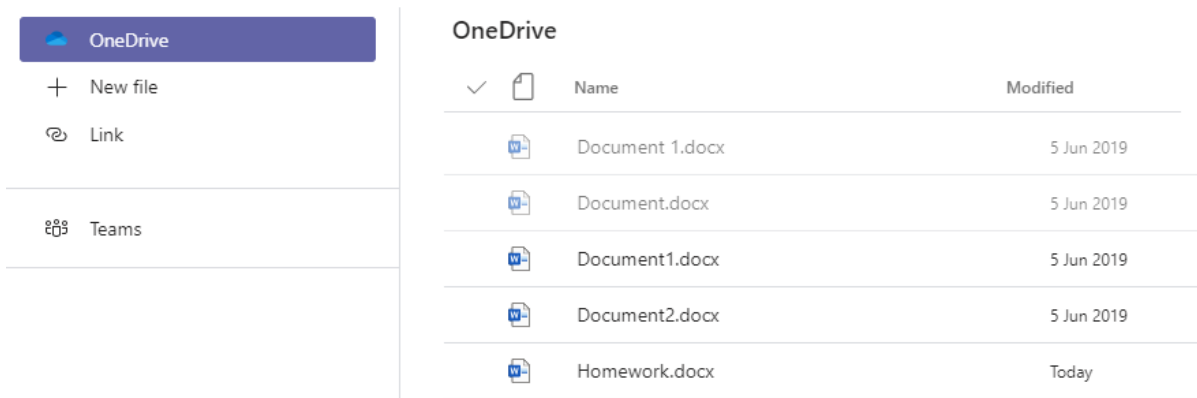 OneDrive
New file
Link
Teams
OneDrive
Name Modified
Document 1.docx 5 Jun 2019
Document.docx 5 Jun 2019
Document1.docx 5 Jun 2019
Document2.docx 5 Jun 2019
Homework.docx Today